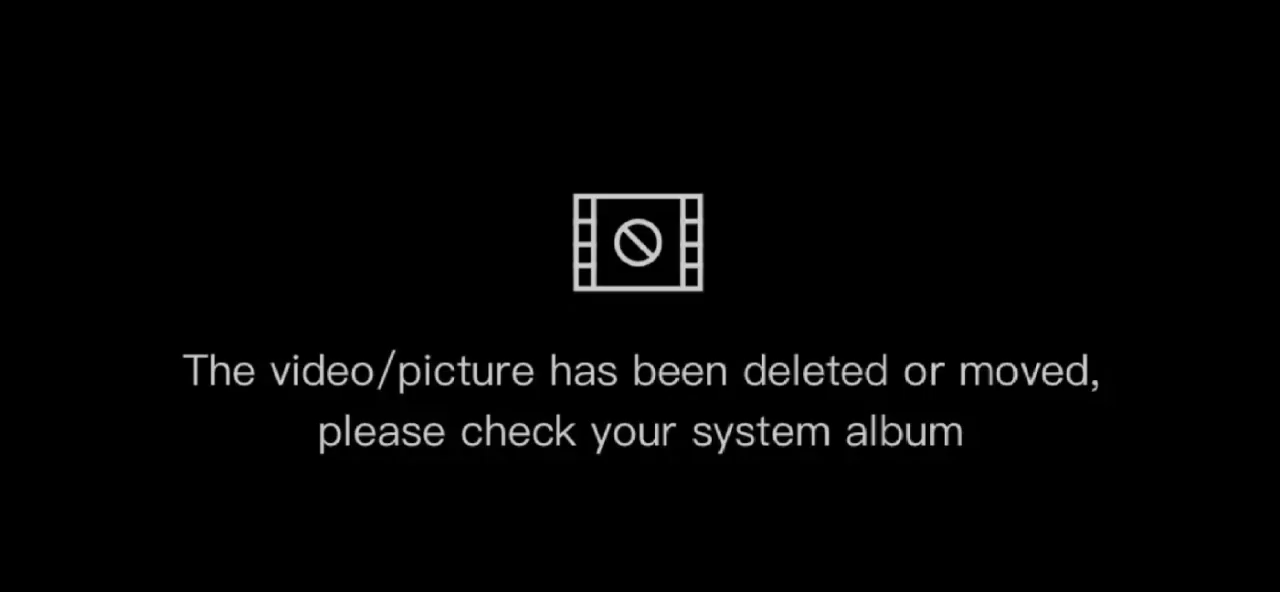 The video/picture has been deleted or moved,
please check your system album